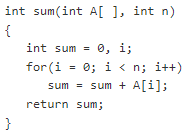 int sum(int A[ ], int n)
{
int sum = 0, i;
for(i = 0; i < n; i++)
sum = sum + A[i];
return sum;
}